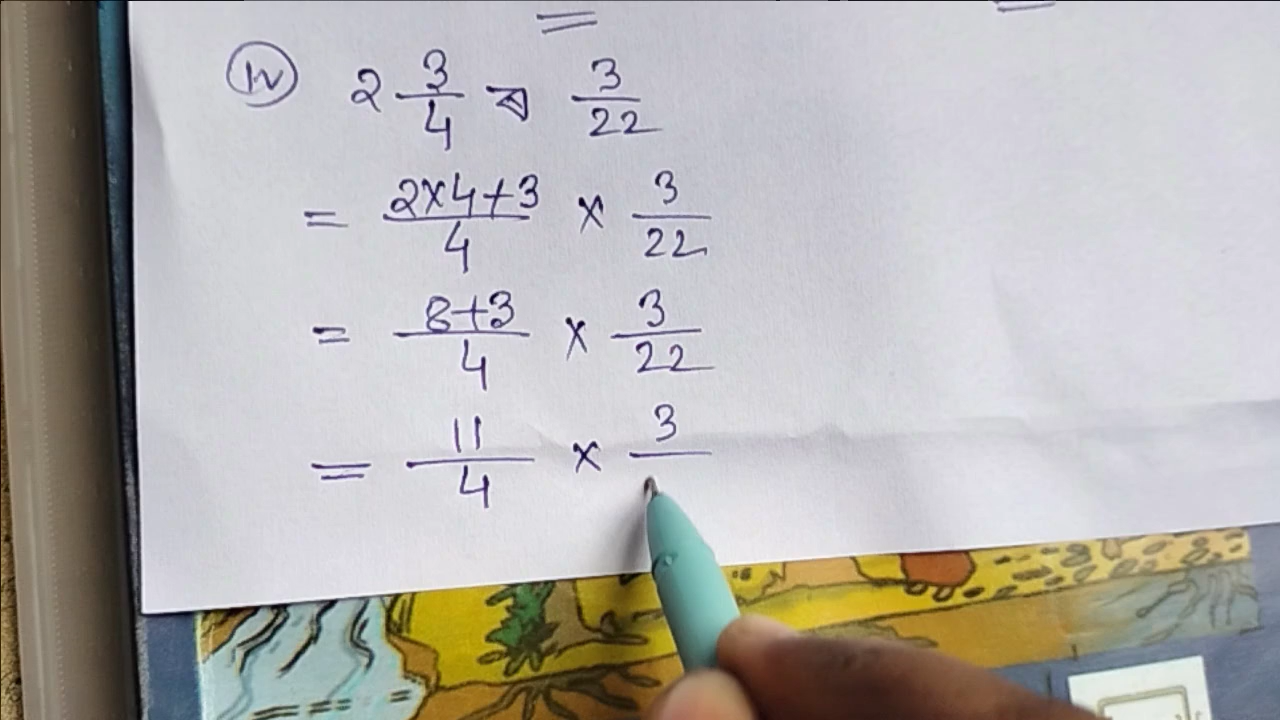 (iv) 2 3/4 ৰ 3/22
= 2×4+3/4 × 3/22
= 8+3/4 × 3/22
= 11/4 × 3/